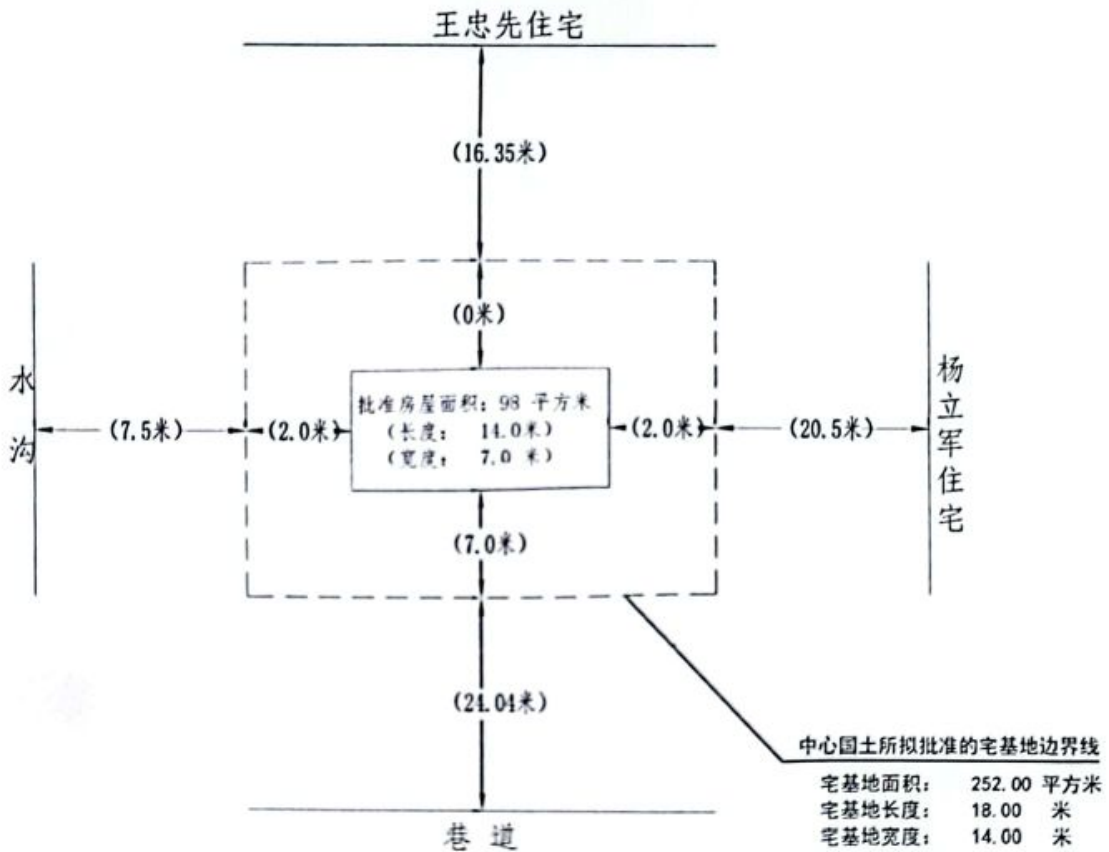 王忠先住宅
(16.35米)
(0米)
水沟
(7.5米)
(2.0米)
批准房屋面积: 98 平方米
(长度: 14.0米)
(宽度: 7.0 米)
(2.0米)
(20.5米)
杨立军住宅
(7.0米)
(24.04米)
中心国土所拟批准的宅基地边界线
宅基地面积: 252.00 平方米
宅基地长度: 18.00 米
宅基地宽度: 14.00 米
巷道